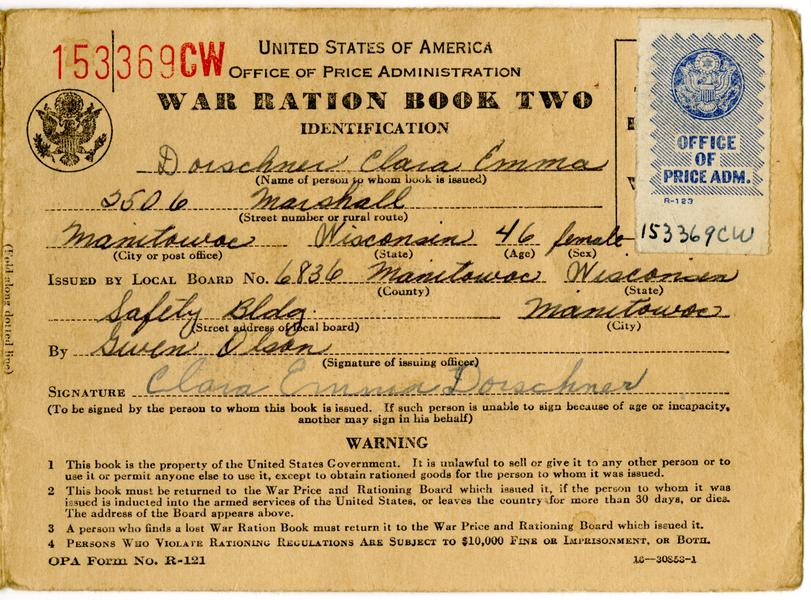 153369CW
UNITED STATES OF AMERICA
OFFICE OF PRICE ADMINISTRATION
WAR RATION BOOK TWO
IDENTIFICATION
OFFICE
OF
PRICE ADM.
R-123
153369CW
Dorschner Clara Emma
(Name of person to whom book is issued)
2506 Marshall
(Street number or rural route)
Manitowoc Wisconsin 46 female
(City or post office) (State) (Age) (Sex)
ISSUED BY LOCAL BOARD NO. 6836 Manitowoc Wisconsin
(County) (State)
Safety Bldg. Manitowoc
(Street address of local board) (City)
By Gwen Olson
(Signature of issuing officer)
SIGNATURE Clara Emma Dorschner
(To be signed by the person to whom this book is issued. If such person is unable to sign because of age or incapacity,
another may sign in his behalf)
WARNING
1 This book is the property of the United States Government. It is unlawful to sell or give it to any other person or to
use it or permit anyone else to use it, except to obtain rationed goods for the person to whom it was issued.
2 This book must be returned to the War Price and Rationing Board which issued it, if the person to whom it was
issued is inducted into the armed services of the United States, or leaves the country for more than 30 days, or dies.
The address of the Board appears above.
3 A person who finds a lost War Ration Book must return it to the War Price and Rationing Board which issued it.
4 PERSONS WHO VIOLATE RATIONING REGULATIONS ARE SUBJECT TO $10,000 FINE OR IMPRISONMENT, OR BOTH.
OPA FORM NO. R-121 16—30853-1
(Fold along dotted line)